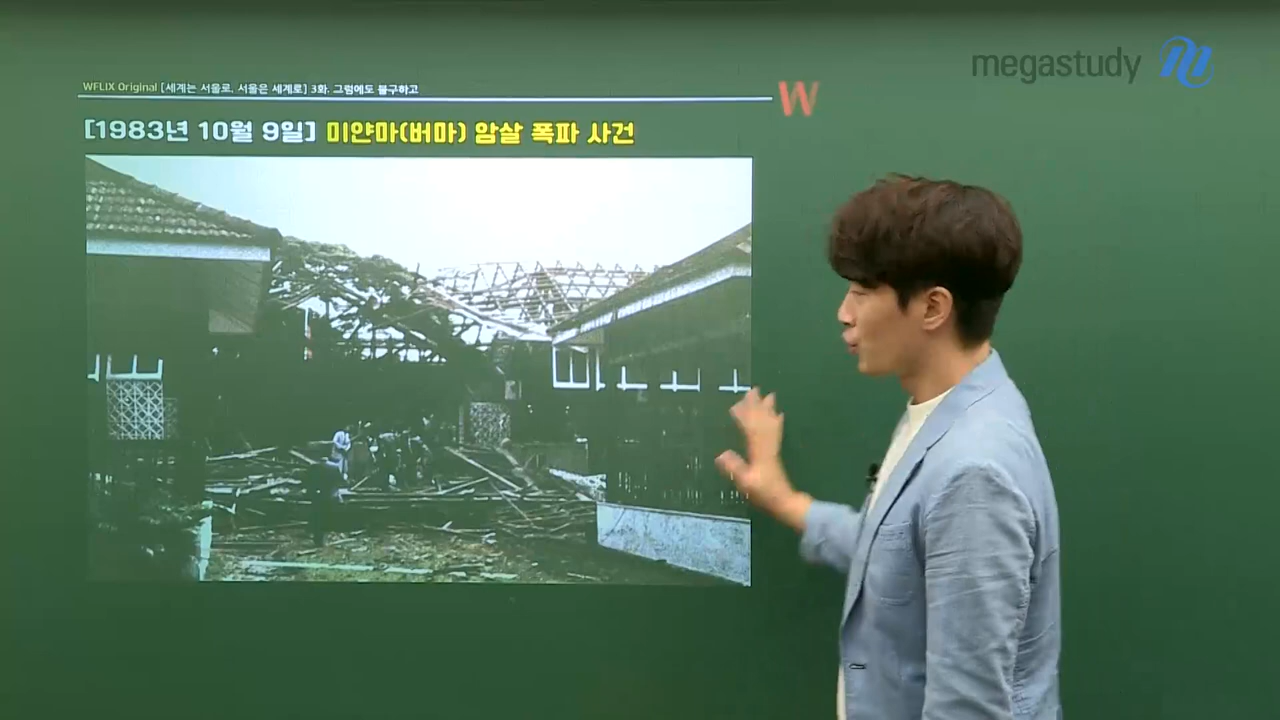 megastudy
WFLIX Original [세계는 서울로, 서울은 세계로] 3화. 그럼에도 불구하고
W
[1983년 10월 9일] 미얀마(버마) 암살 폭파 사건